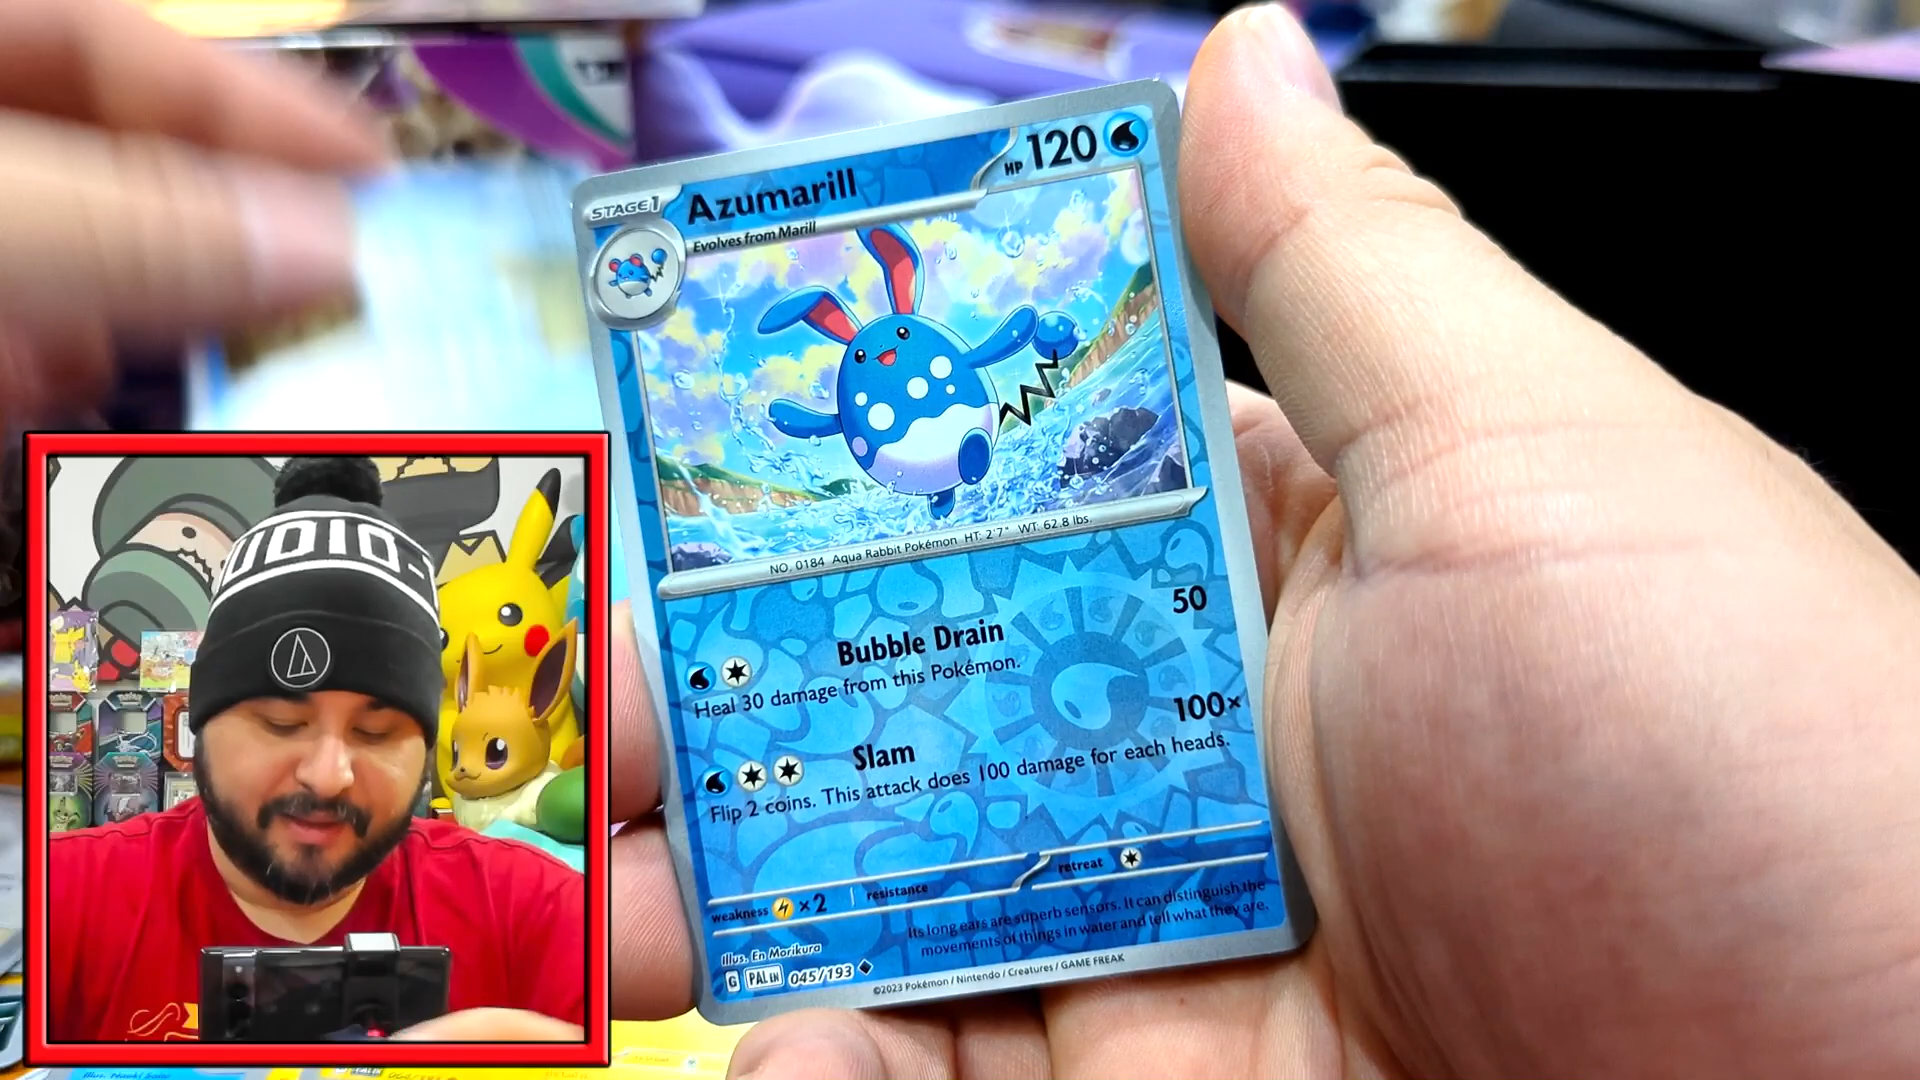 STAGE1
Azumarill
HP 120
Evolves from Marill
NO. 0184 Aqua Rabbit Pokémon HT: 2'7" WT: 62.8 lbs.
Bubble Drain 50
Heal 30 damage from this Pokémon.
Slam 100×
Flip 2 coins. This attack does 100 damage for each heads.
weakness ×2 resistance retreat
Its long ears are superb sensors. It can distinguish the
movements of things in water and tell what they are.
Illus. En Morikura
G PAL EN 045/193
©2023 Pokémon / Nintendo / Creatures / GAME FREAK